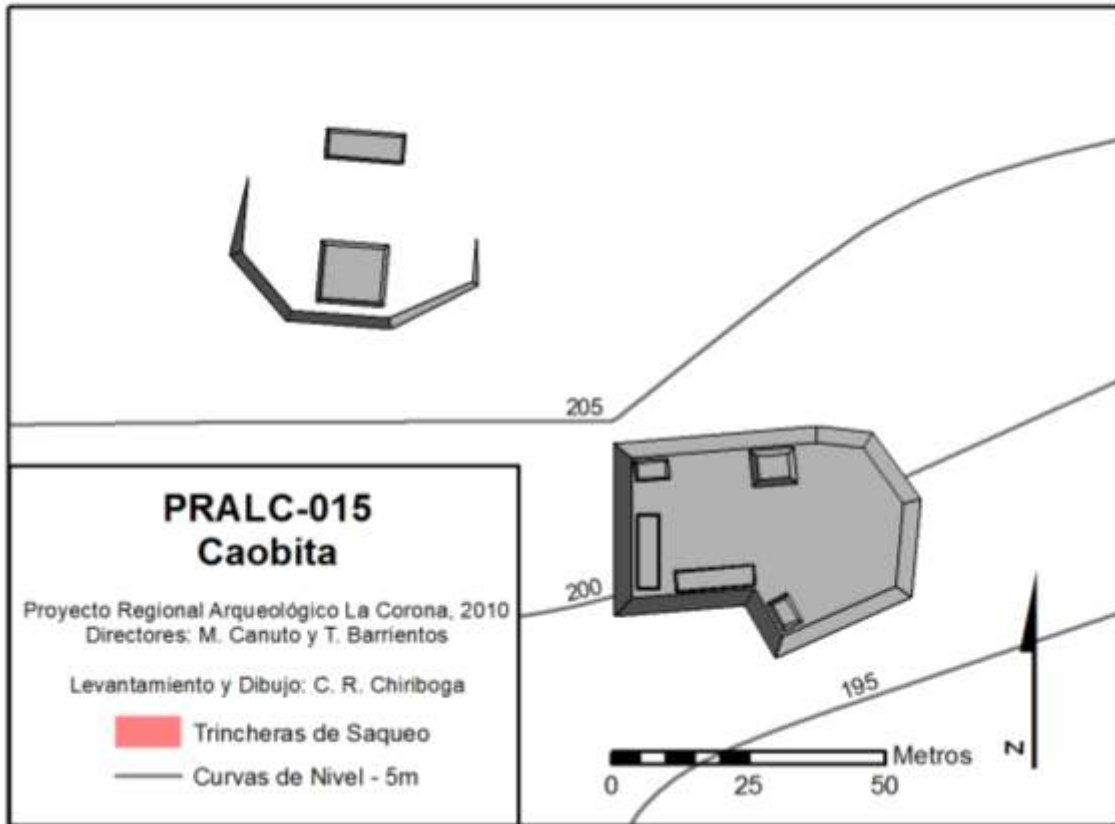 205
200
195
PRALC-015
Caobita
Proyecto Regional Arqueológico La Corona, 2010
Directores: M. Canuto y T. Barrientos
Levantamiento y Dibujo: C. R. Chiriboga
Trincheras de Saqueo
Curvas de Nivel - 5m
Metros
0 25 50
N